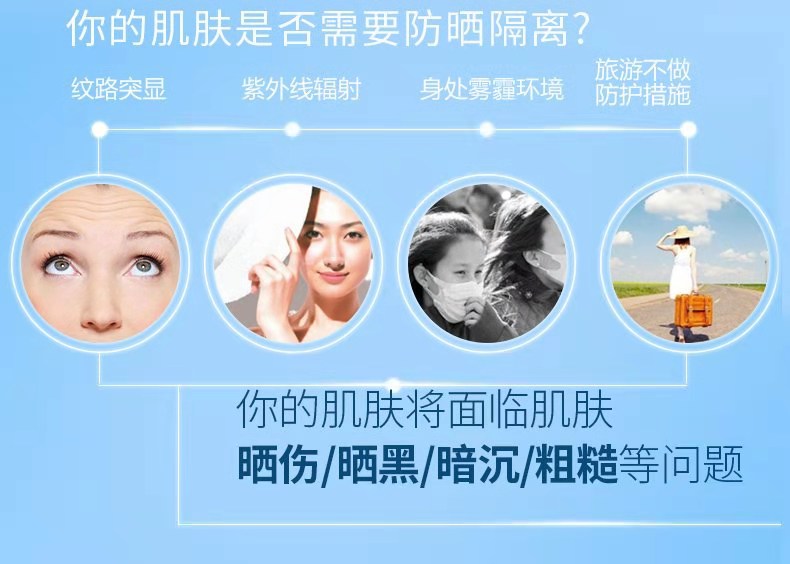 你的肌肤是否需要防晒隔离?
纹路突显
紫外线辐射
身处雾霾环境
旅游不做
防护措施
你的肌肤将面临肌肤
晒伤/晒黑/暗沉/粗糙等问题